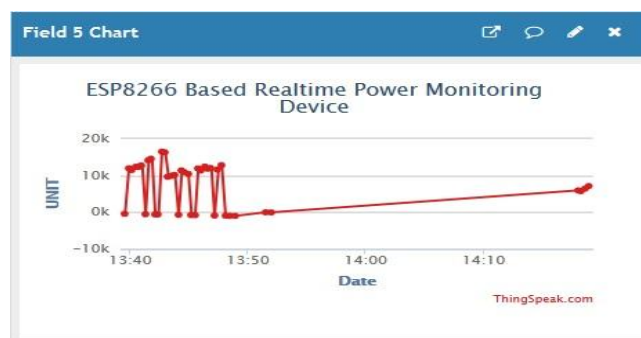 Field 5 Chart
ESP8266 Based Realtime Power Monitoring
Device
UNIT
20k
10k
0k
-10k
13:40
13:50
14:00
14:10
Date
ThingSpeak.com